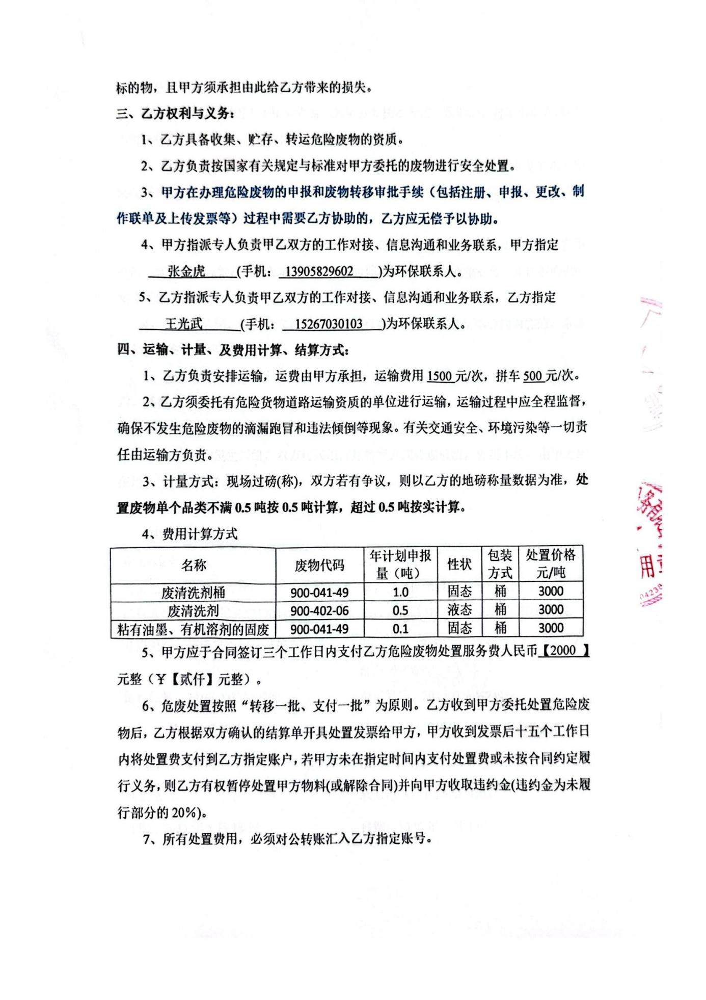 标的物，且甲方须承担由此给乙方带来的损失。
三、乙方权利与义务：
1、乙方具备收集、贮存、转运危险废物的资质。
2、乙方负责按国家有关规定与标准对甲方委托的废物进行安全处置。
3、甲方在办理危险废物的申报和废物转移审批手续（包括注册、申报、更改、制
作联单及上传发票等）过程中需要乙方协助的，乙方应无偿予以协助。
4、甲方指派专人负责甲乙双方的工作对接、信息沟通和业务联系，甲方指定
张金虎 (手机： 13905829602 )为环保联系人。
5、乙方指派专人负责甲乙双方的工作对接、信息沟通和业务联系，乙方指定
王光武 (手机： 15267030103 )为环保联系人。
四、运输、计量、及费用计算、结算方式：
1、乙方负责安排运输，运费由甲方承担，运输费用 1500 元/次，拼车 500 元/次。
2、乙方须委托有危险货物道路运输资质的单位进行运输，运输过程中应全程监督，
确保不发生危险废物的滴漏跑冒和违法倾倒等现象。有关交通安全、环境污染等一切责
任由运输方负责。
3、计量方式：现场过磅(称)，双方若有争议，则以乙方的地磅称量数据为准，处
置废物单个品类不满 0.5 吨按 0.5 吨计算，超过 0.5 吨按实计算。
4、费用计算方式
名称 废物代码 年计划申报量（吨） 性状 包装方式 处置价格元/吨
废清洗剂桶 900-041-49 1.0 固态 桶 3000
废清洗剂 900-402-06 0.5 液态 桶 3000
粘有油墨、有机溶剂的固废 900-041-49 0.1 固态 桶 3000
5、甲方应于合同签订三个工作日内支付乙方危险废物处置服务费人民币【2000 】
元整（￥【贰仟】元整）。
6、危废处置按照“转移一批、支付一批”为原则。乙方收到甲方委托处置危险废
物后，乙方根据双方确认的结算单开具处置发票给甲方，甲方收到发票后十五个工作日
内将处置费支付到乙方指定账户，若甲方未在指定时间内支付处置费或未按合同约定履
行义务，则乙方有权暂停处置甲方物料(或解除合同)并向甲方收取违约金(违约金为未履
行部分的 20%)。
7、所有处置费用，必须对公转账汇入乙方指定账号。
用
04238